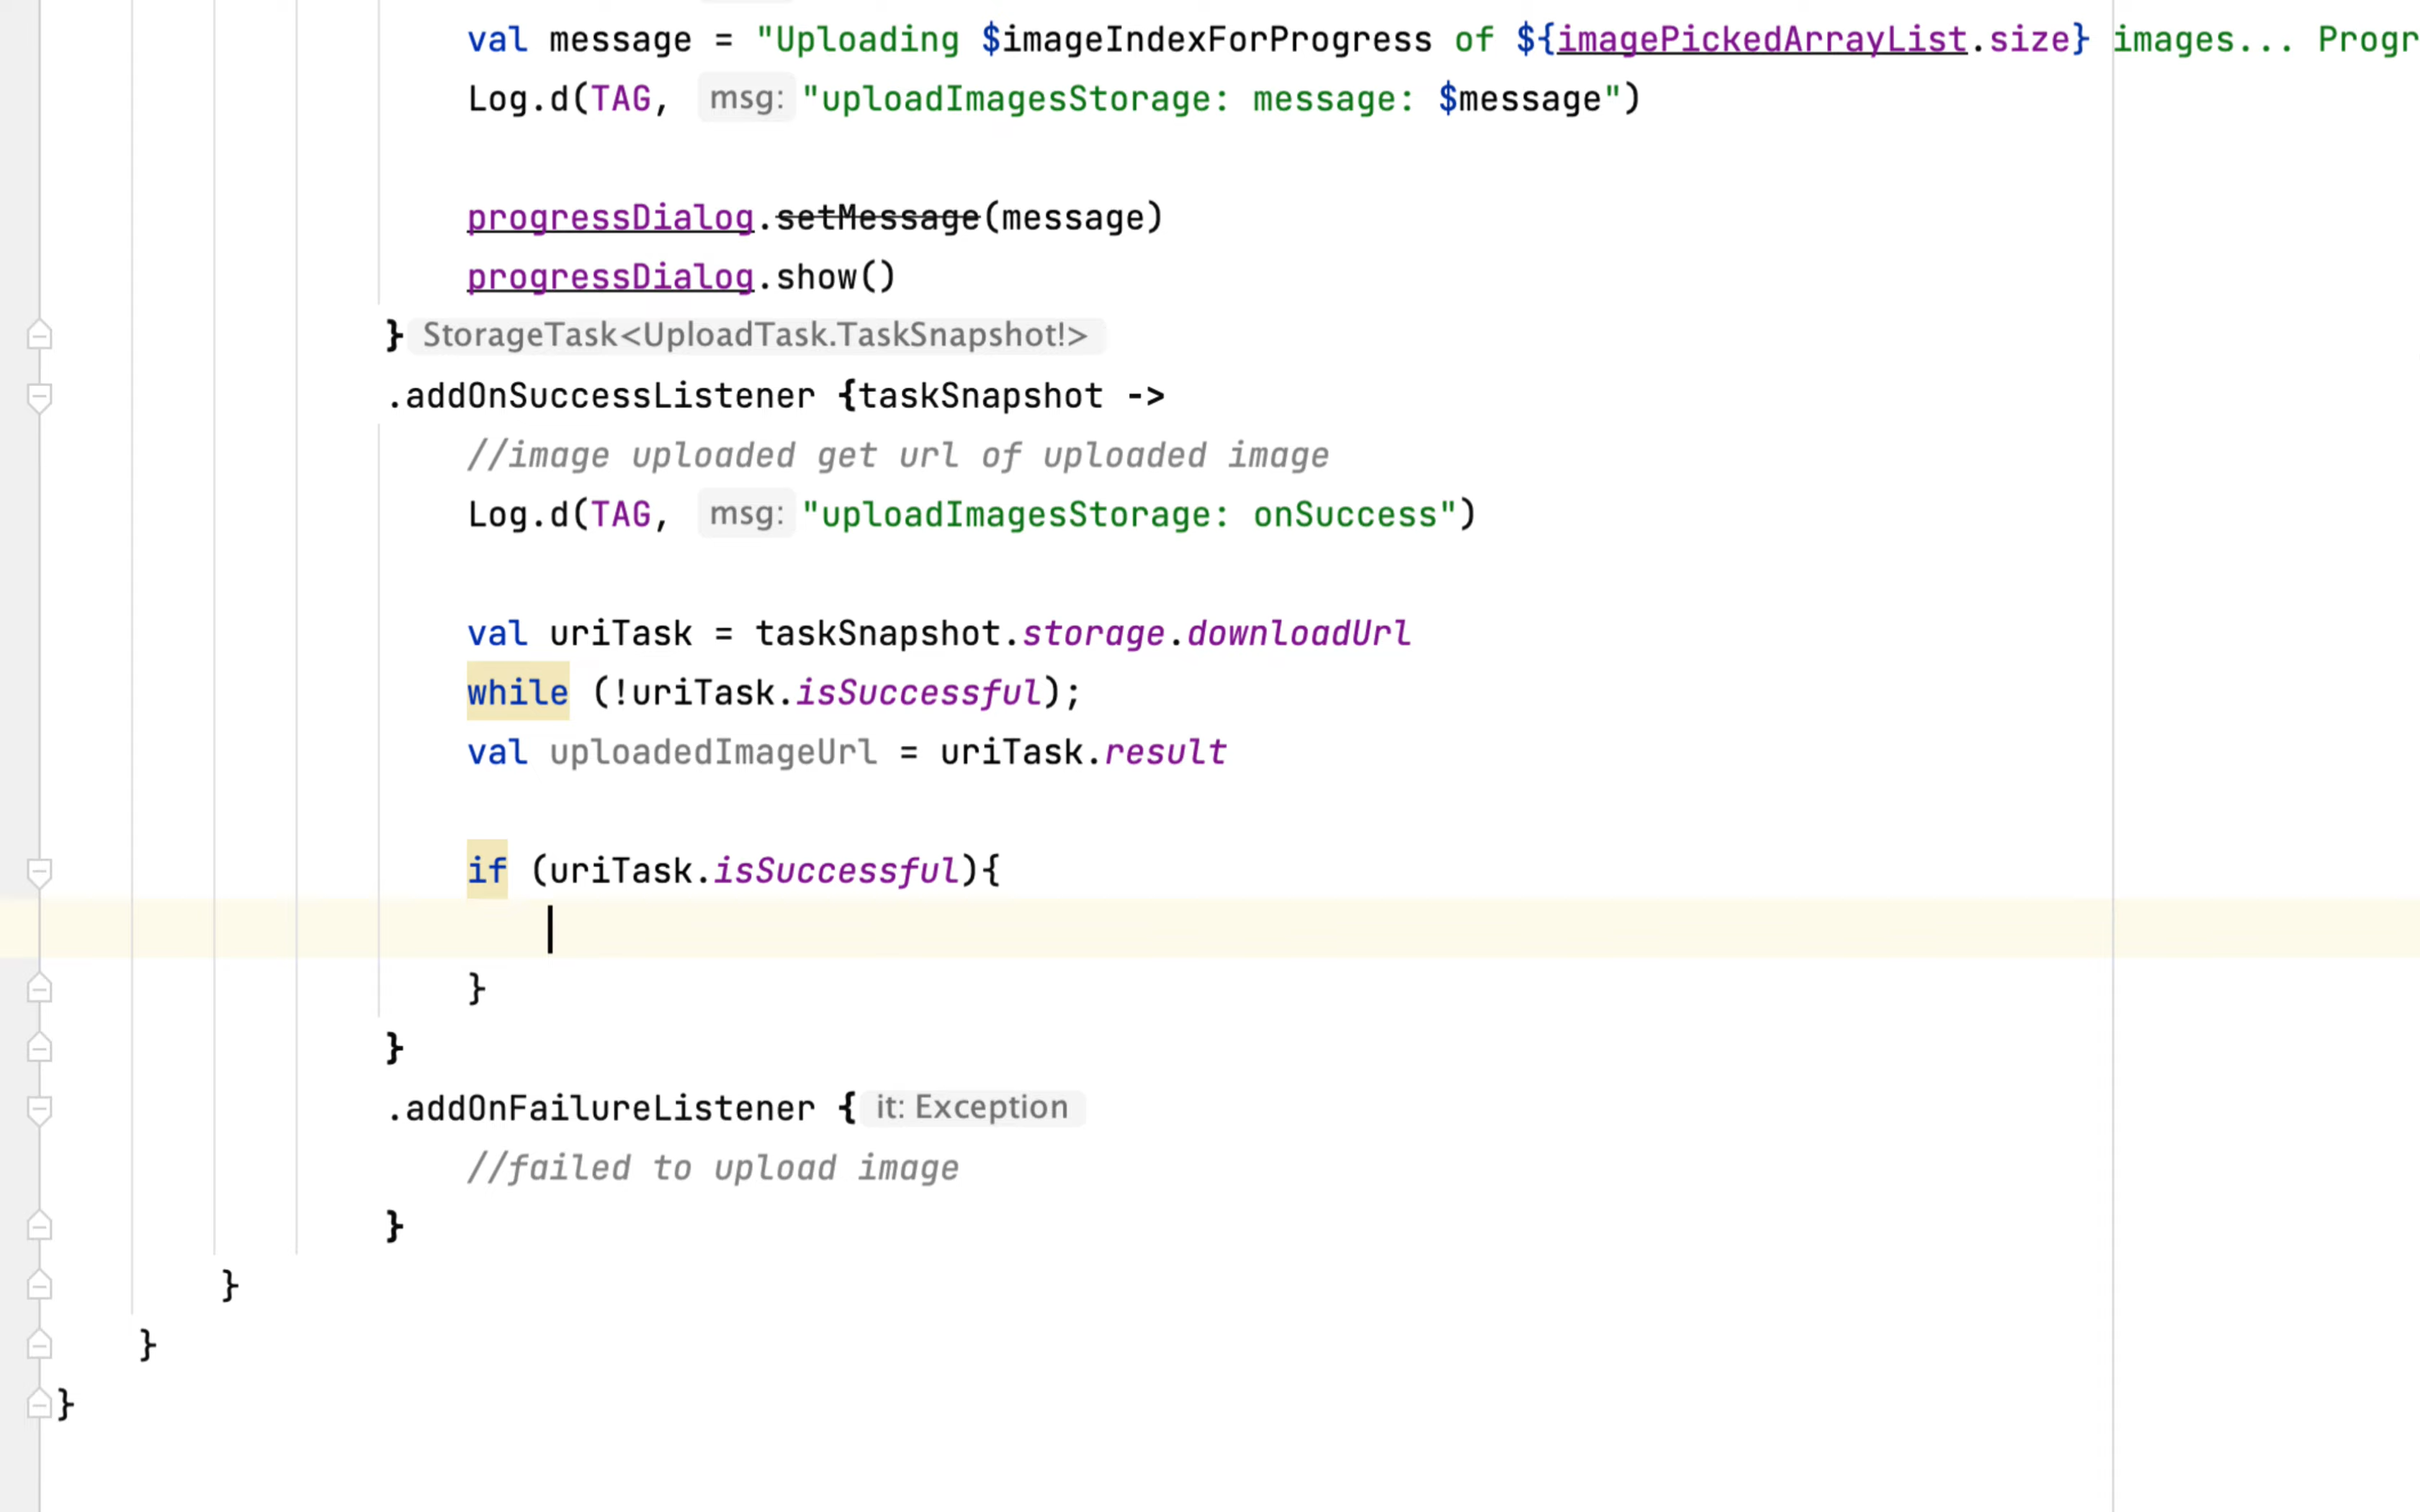 val message = "Uploading $imageIndexForProgress of ${imagePickedArrayList.size} images... Progr
Log.d(TAG, msg: "uploadImagesStorage: message: $message")
progressDialog.setMessage(message)
progressDialog.show()
} StorageTask<UploadTask.TaskSnapshot!>
.addOnSuccessListener {taskSnapshot ->
//image uploaded get url of uploaded image
Log.d(TAG, msg: "uploadImagesStorage: onSuccess")
val uriTask = taskSnapshot.storage.downloadUrl
while (!uriTask.isSuccessful);
val uploadedImageUrl = uriTask.result
if (uriTask.isSuccessful){
}
}
.addOnFailureListener { it: Exception
//failed to upload image
}
}
}
}